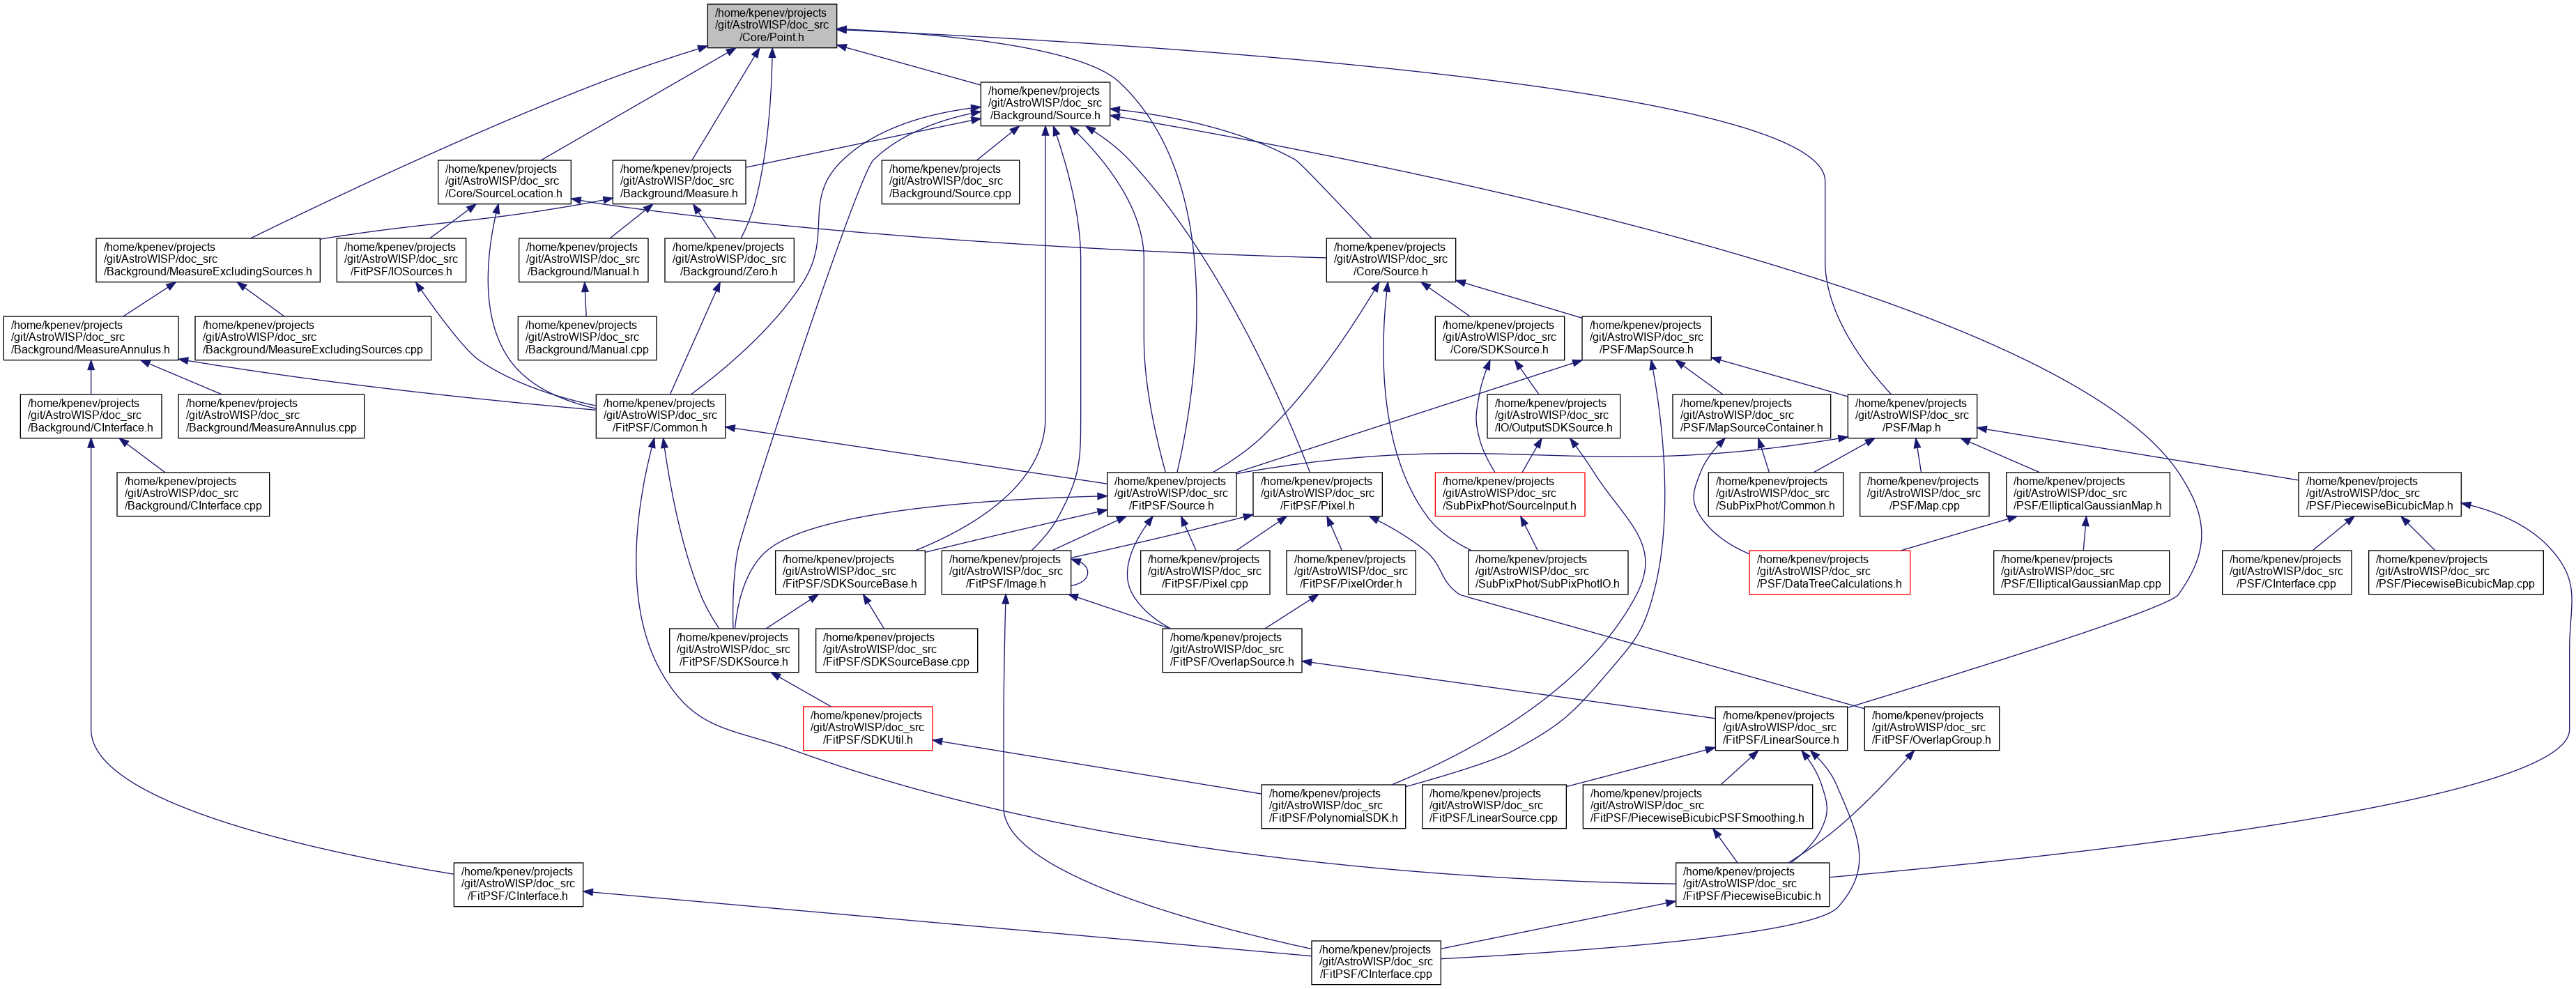 /home/kpenev/projects
/git/AstroWISP/doc_src
/Core/Point.h
/home/kpenev/projects
/git/AstroWISP/doc_src
/Background/Source.h
/home/kpenev/projects
/git/AstroWISP/doc_src
/Core/SourceLocation.h
/home/kpenev/projects
/git/AstroWISP/doc_src
/Background/Measure.h
/home/kpenev/projects
/git/AstroWISP/doc_src
/Background/Source.cpp
/home/kpenev/projects
/git/AstroWISP/doc_src
/Background/MeasureExcludingSources.h
/home/kpenev/projects
/git/AstroWISP/doc_src
/FitPSF/IOSources.h
/home/kpenev/projects
/git/AstroWISP/doc_src
/Background/Manual.h
/home/kpenev/projects
/git/AstroWISP/doc_src
/Background/Zero.h
/home/kpenev/projects
/git/AstroWISP/doc_src
/Core/Source.h
/home/kpenev/projects
/git/AstroWISP/doc_src
/Background/MeasureAnnulus.h
/home/kpenev/projects
/git/AstroWISP/doc_src
/Background/MeasureExcludingSources.cpp
/home/kpenev/projects
/git/AstroWISP/doc_src
/Background/Manual.cpp
/home/kpenev/projects
/git/AstroWISP/doc_src
/Core/SDKSource.h
/home/kpenev/projects
/git/AstroWISP/doc_src
/PSF/MapSource.h
/home/kpenev/projects
/git/AstroWISP/doc_src
/Background/CInterface.h
/home/kpenev/projects
/git/AstroWISP/doc_src
/Background/MeasureAnnulus.cpp
/home/kpenev/projects
/git/AstroWISP/doc_src
/FitPSF/Common.h
/home/kpenev/projects
/git/AstroWISP/doc_src
/IO/OutputSDKSource.h
/home/kpenev/projects
/git/AstroWISP/doc_src
/PSF/MapSourceContainer.h
/home/kpenev/projects
/git/AstroWISP/doc_src
/PSF/Map.h
/home/kpenev/projects
/git/AstroWISP/doc_src
/Background/CInterface.cpp
/home/kpenev/projects
/git/AstroWISP/doc_src
/FitPSF/Source.h
/home/kpenev/projects
/git/AstroWISP/doc_src
/FitPSF/Pixel.h
/home/kpenev/projects
/git/AstroWISP/doc_src
/SubPixPhot/SourceInput.h
/home/kpenev/projects
/git/AstroWISP/doc_src
/SubPixPhot/Common.h
/home/kpenev/projects
/git/AstroWISP/doc_src
/PSF/Map.cpp
/home/kpenev/projects
/git/AstroWISP/doc_src
/PSF/EllipticalGaussianMap.h
/home/kpenev/projects
/git/AstroWISP/doc_src
/PSF/PiecewiseBicubicMap.h
/home/kpenev/projects
/git/AstroWISP/doc_src
/FitPSF/SDKSourceBase.h
/home/kpenev/projects
/git/AstroWISP/doc_src
/FitPSF/Image.h
/home/kpenev/projects
/git/AstroWISP/doc_src
/FitPSF/Pixel.cpp
/home/kpenev/projects
/git/AstroWISP/doc_src
/FitPSF/PixelOrder.h
/home/kpenev/projects
/git/AstroWISP/doc_src
/SubPixPhot/SubPixPhotIO.h
/home/kpenev/projects
/git/AstroWISP/doc_src
/PSF/DataTreeCalculations.h
/home/kpenev/projects
/git/AstroWISP/doc_src
/PSF/EllipticalGaussianMap.cpp
/home/kpenev/projects
/git/AstroWISP/doc_src
/PSF/CInterface.cpp
/home/kpenev/projects
/git/AstroWISP/doc_src
/PSF/PiecewiseBicubicMap.cpp
/home/kpenev/projects
/git/AstroWISP/doc_src
/FitPSF/SDKSource.h
/home/kpenev/projects
/git/AstroWISP/doc_src
/FitPSF/SDKSourceBase.cpp
/home/kpenev/projects
/git/AstroWISP/doc_src
/FitPSF/OverlapSource.h
/home/kpenev/projects
/git/AstroWISP/doc_src
/FitPSF/SDKUtil.h
/home/kpenev/projects
/git/AstroWISP/doc_src
/FitPSF/LinearSource.h
/home/kpenev/projects
/git/AstroWISP/doc_src
/FitPSF/OverlapGroup.h
/home/kpenev/projects
/git/AstroWISP/doc_src
/FitPSF/PolynomialSDK.h
/home/kpenev/projects
/git/AstroWISP/doc_src
/FitPSF/LinearSource.cpp
/home/kpenev/projects
/git/AstroWISP/doc_src
/FitPSF/PiecewiseBicubicPSFSmoothing.h
/home/kpenev/projects
/git/AstroWISP/doc_src
/FitPSF/CInterface.h
/home/kpenev/projects
/git/AstroWISP/doc_src
/FitPSF/PiecewiseBicubic.h
/home/kpenev/projects
/git/AstroWISP/doc_src
/FitPSF/CInterface.cpp